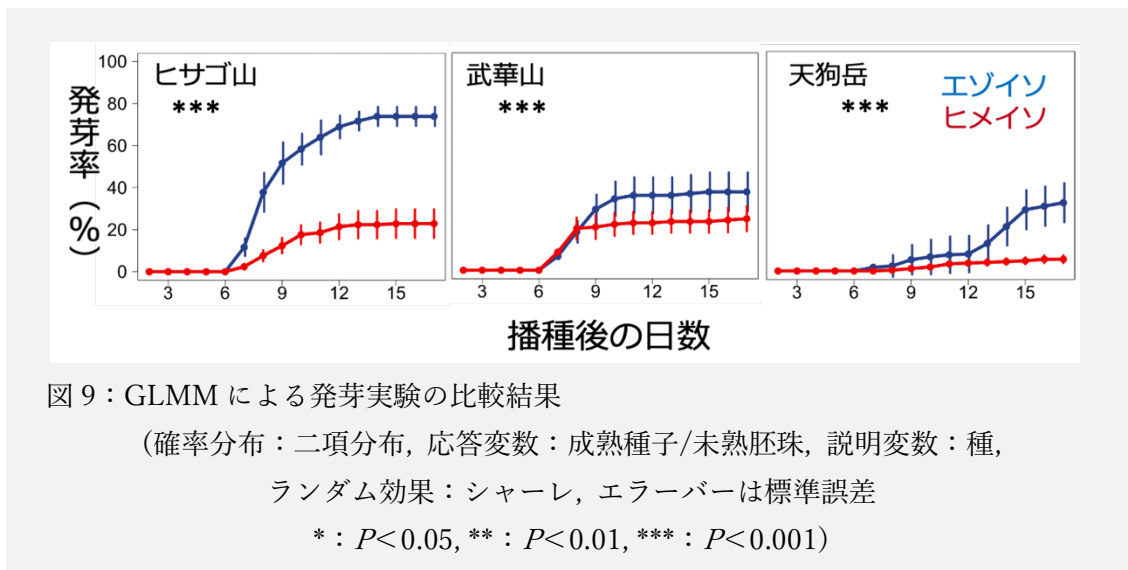 ヒサゴ山
***
武華山
***
天狗岳
***
エゾイソ
ヒメイソ
発芽率（%）
100
80
60
40
20
0
3 6 9 12 15
3 6 9 12 15
3 6 9 12 15
播種後の日数
図 9：GLMM による発芽実験の比較結果
(確率分布：二項分布, 応答変数：成熟種子/未熟胚珠, 説明変数：種,
ランダム効果：シャーレ, エラーバーは標準誤差
*：P＜0.05, **：P＜0.01, ***：P＜0.001)